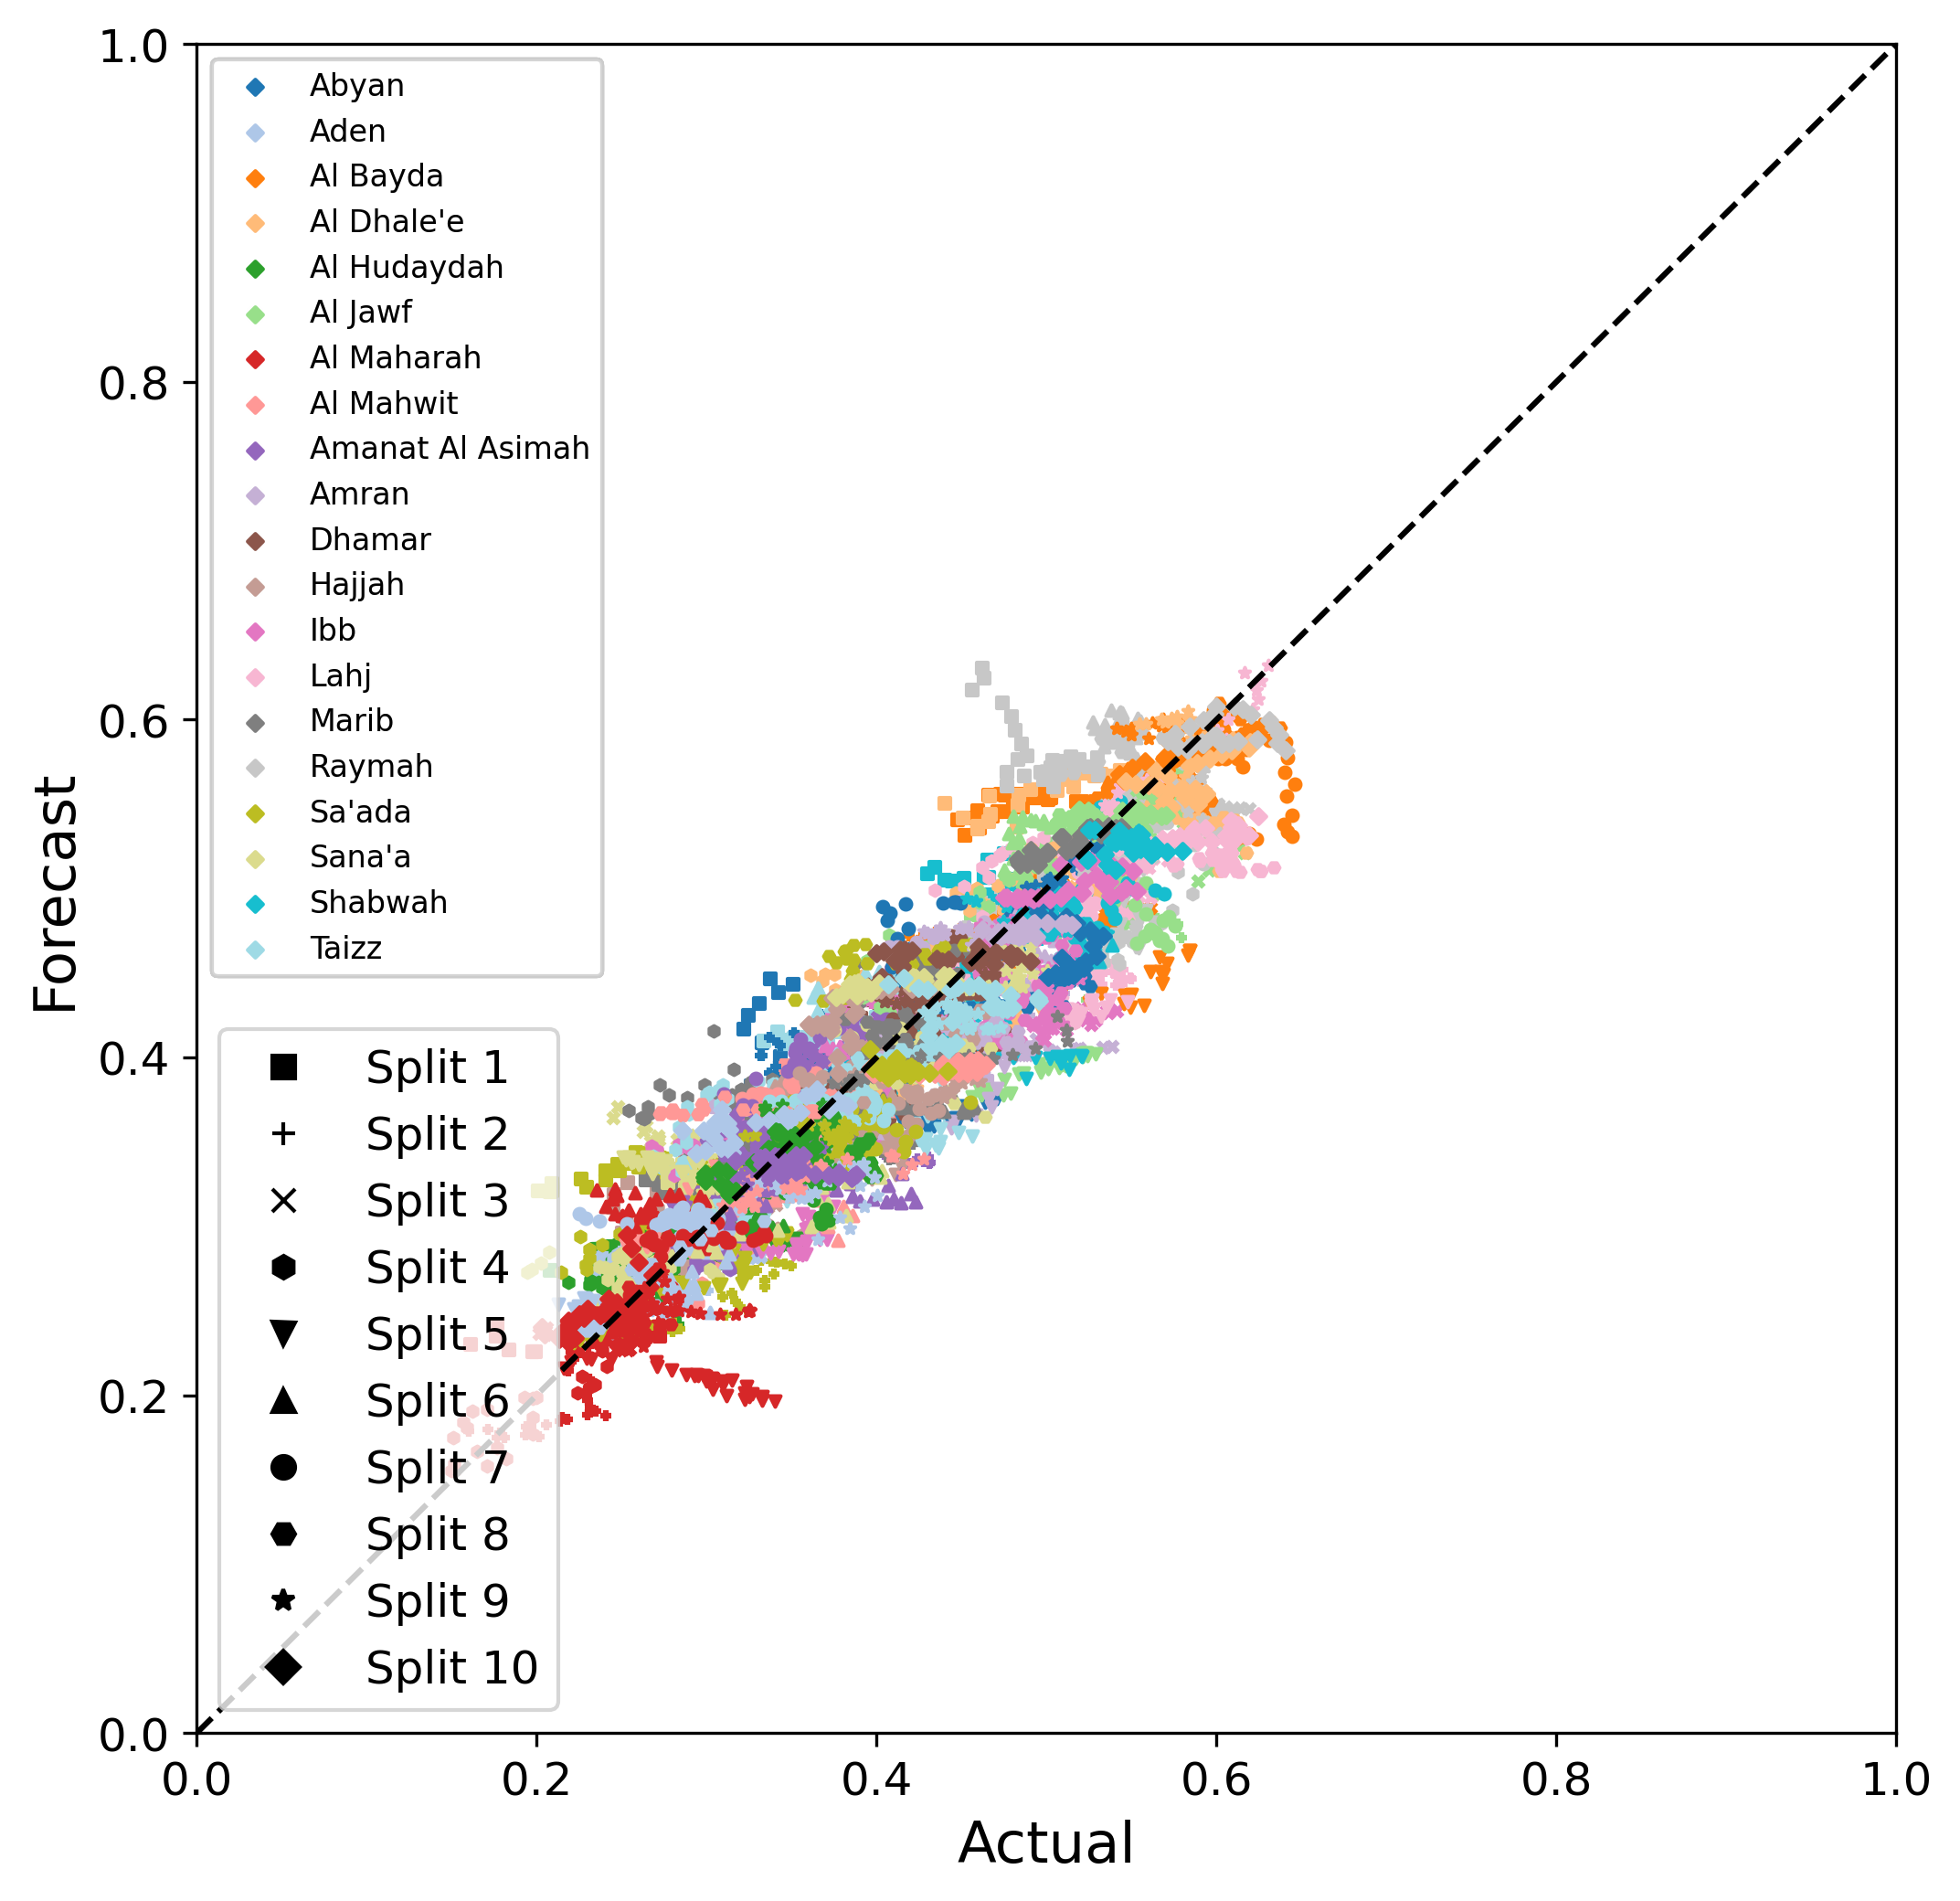 1.0
0.8
0.6
0.4
0.2
0.0
Forecast
Abyan
Aden
Al Bayda
Al Dhale'e
Al Hudaydah
Al Jawf
Al Maharah
Al Mahwit
Amanat Al Asimah
Amran
Dhamar
Hajjah
Ibb
Lahj
Marib
Raymah
Sa'ada
Sana'a
Shabwah
Taizz
Split 1
Split 2
Split 3
Split 4
Split 5
Split 6
Split 7
Split 8
Split 9
Split 10
0.0 0.2 0.4 0.6 0.8 1.0
Actual